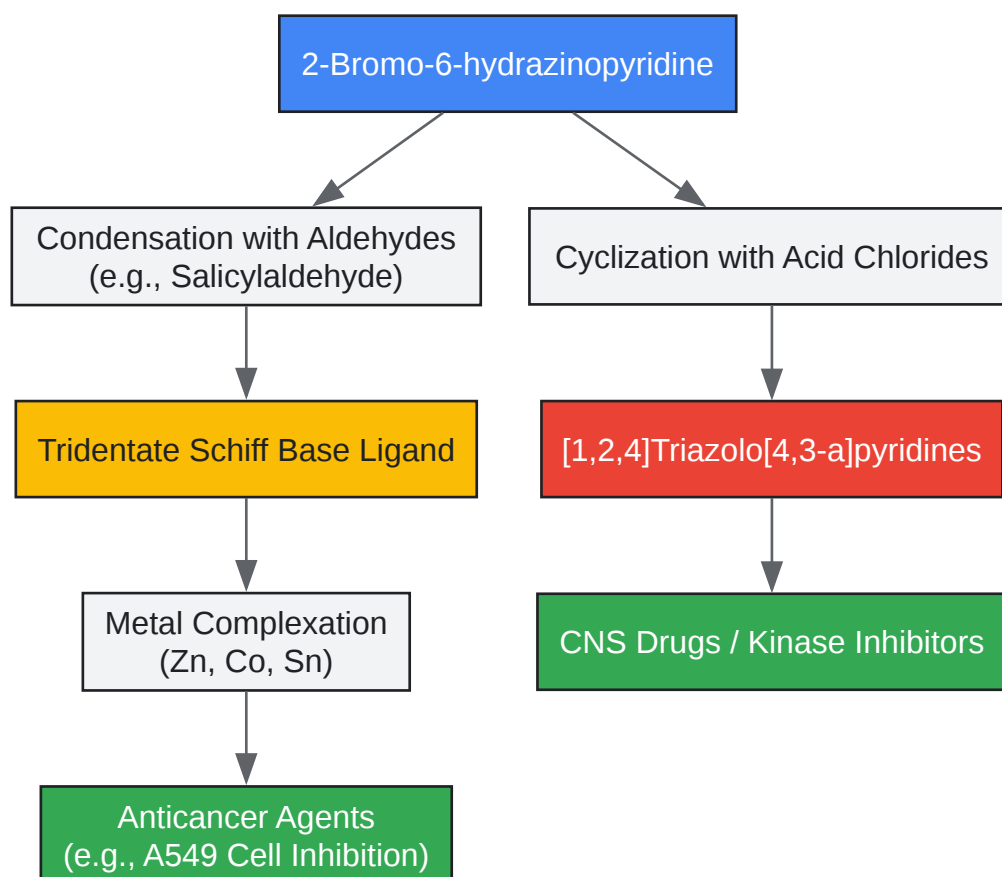 2-Bromo-6-hydrazinopyridine
Condensation with Aldehydes
(e.g., Salicylaldehyde)
Cyclization with Acid Chlorides
Tridentate Schiff Base Ligand
[1,2,4]Triazolo[4,3-a]pyridines
Metal Complexation
(Zn, Co, Sn)
CNS Drugs / Kinase Inhibitors
Anticancer Agents
(e.g., A549 Cell Inhibition)